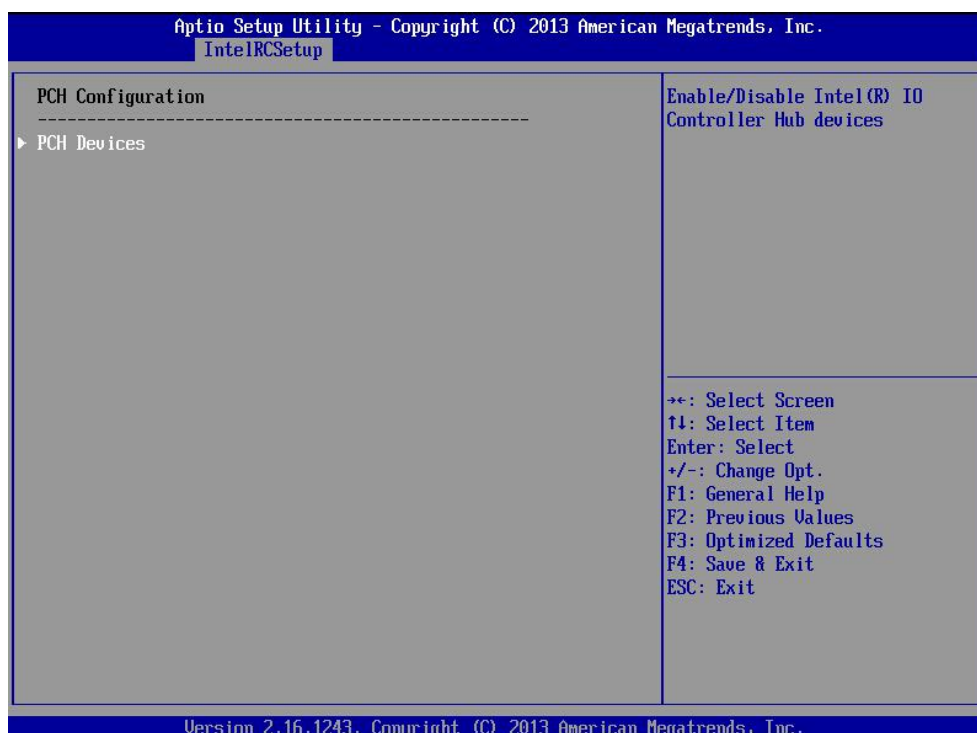 Aptio Setup Utility - Copyright (C) 2013 American Megatrends, Inc.
IntelRCSetup
PCH Configuration
--------------------------------------------------
PCH Devices
Enable/Disable Intel(R) IO
Controller Hub devices
→←: Select Screen
↑↓: Select Item
Enter: Select
+/-: Change Opt.
F1: General Help
F2: Previous Values
F3: Optimized Defaults
F4: Save & Exit
ESC: Exit
Version 2.16.1243. Copyright (C) 2013 American Megatrends, Inc.